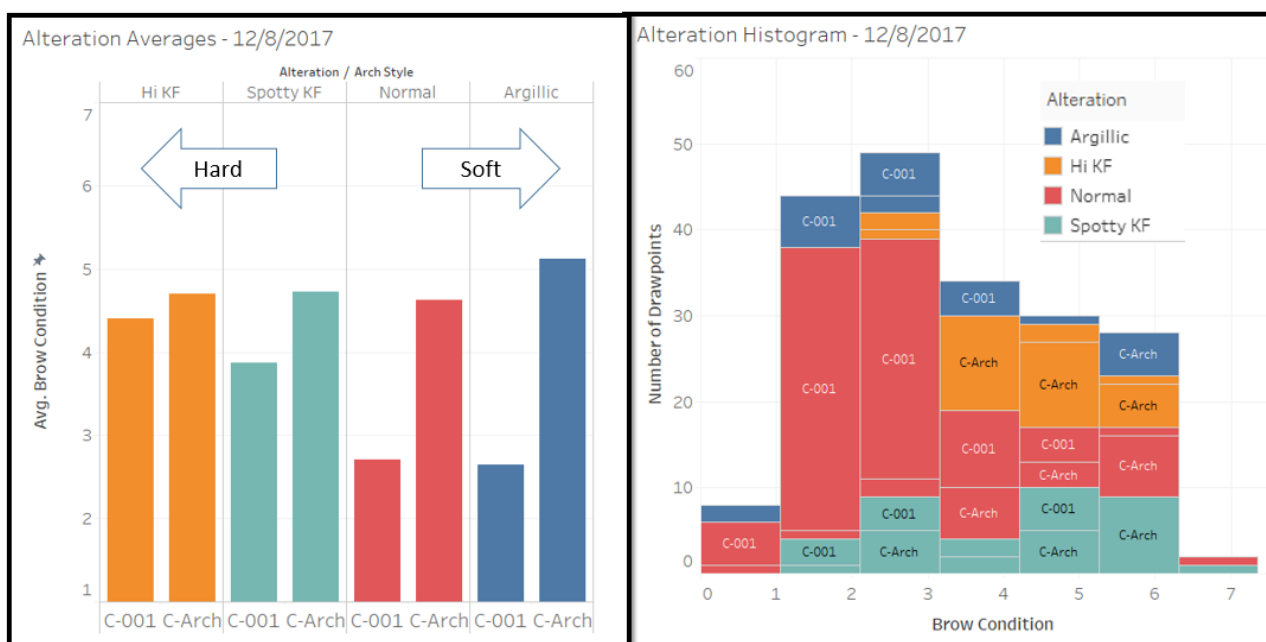 Alteration Averages - 12/8/2017
Alteration / Arch Style
Hi KF Spotty KF Normal Argillic
Hard
Soft
Avg. Brow Condition
7
6
5
4
3
2
1
C-001 C-Arch C-001 C-Arch C-001 C-Arch C-001 C-Arch
Alteration Histogram - 12/8/2017
Alteration
Argillic
Hi KF
Normal
Spotty KF
Number of Drawpoints
60
50
40
30
20
10
0
C-001
C-001
C-001
C-001
C-001
C-001
C-001
C-Arch
C-001
C-Arch
C-001
C-Arch
C-Arch
C-001
C-Arch
C-001
C-Arch
C-Arch
C-Arch
C-Arch
C-Arch
0 1 2 3 4 5 6 7
Brow Condition